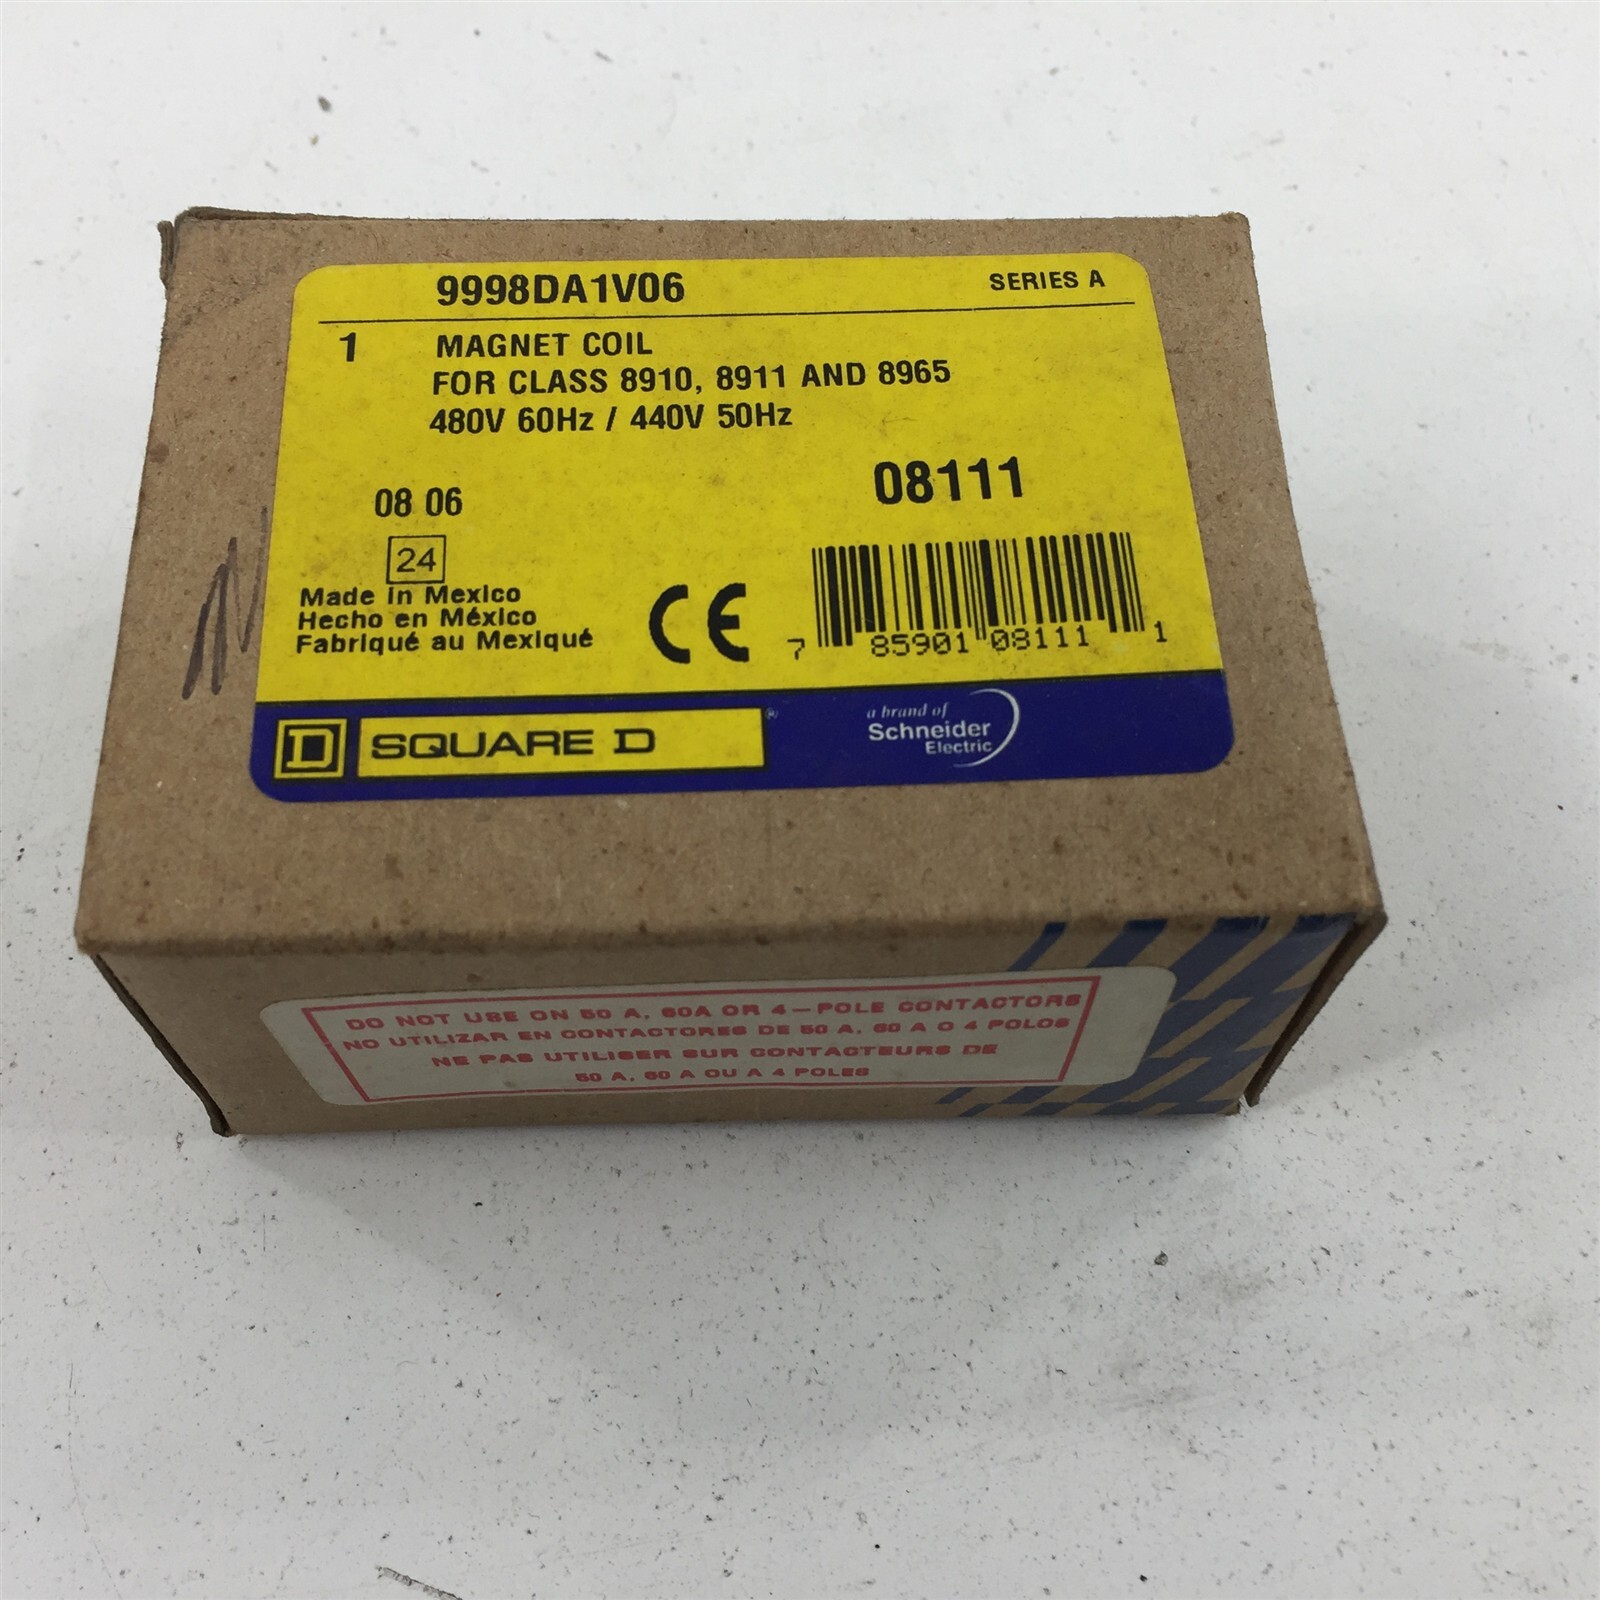 9998DA1V06 SERIES A
1 MAGNET COIL
FOR CLASS 8910, 8911 AND 8965
480V 60Hz / 440V 50Hz
08 06
08111
24
Made in Mexico
Hecho en México
Fabriqué au Mexiqué
CE
7 85901 08111 1
D SQUARE D ®
a brand of
Schneider
Electric
DO NOT USE ON 50 A, 60A OR 4-POLE CONTACTORS
NO UTILIZAR EN CONTACTORES DE 50 A, 60 A O 4 POLOS
NE PAS UTILISER SUR CONTACTEURS DE
50 A, 60 A OU A 4 POLES